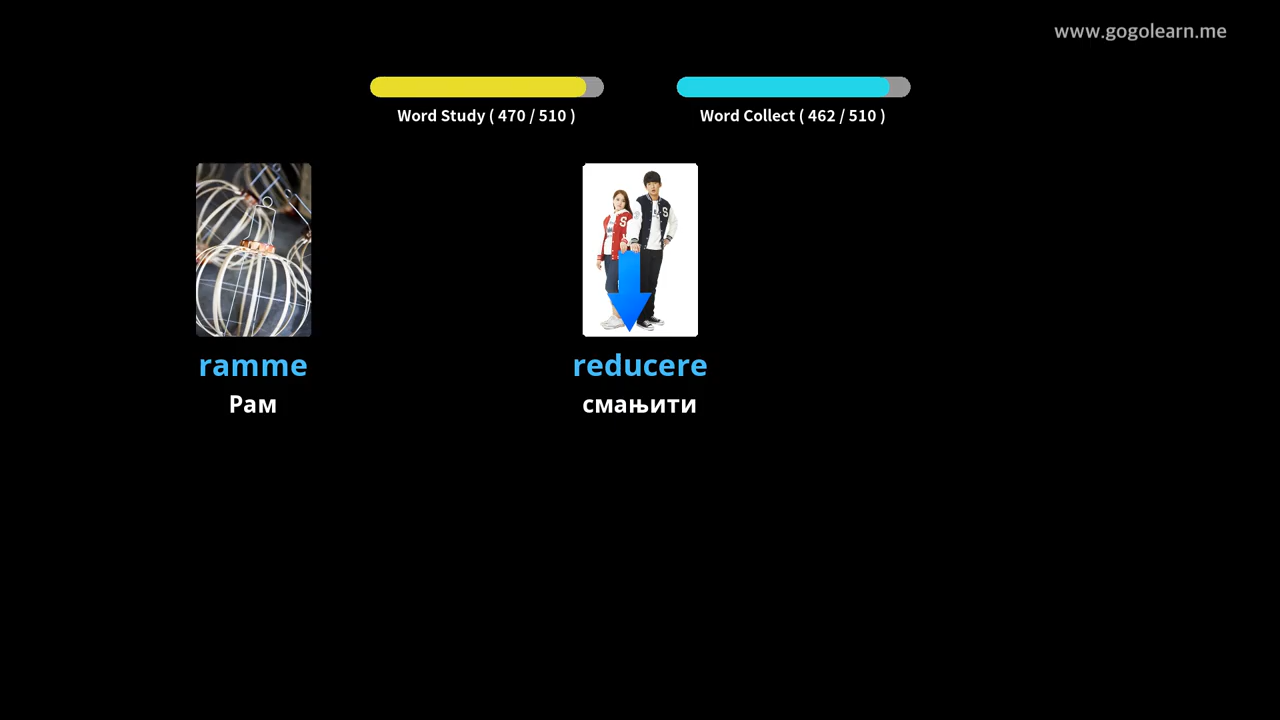 www.gogolearn.me
Word Study ( 470 / 510 )
Word Collect ( 462 / 510 )
ramme
Рам
reducere
смањити